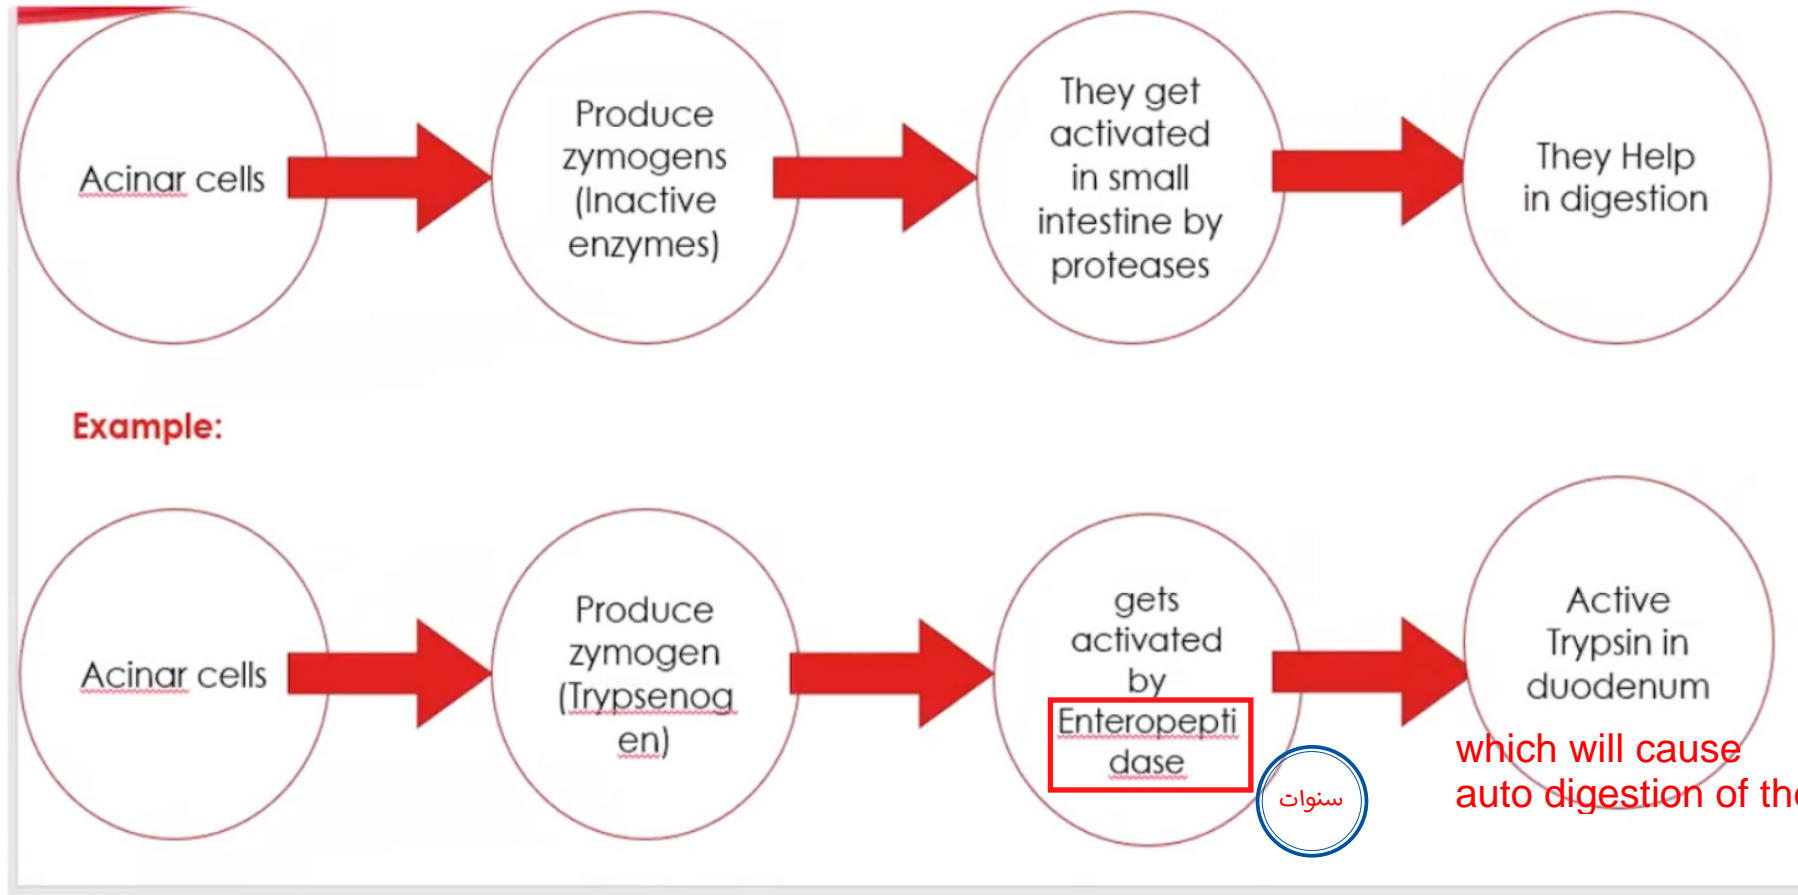 Acinar cells
Produce
zymogens
(Inactive
enzymes)
They get
activated
in small
intestine by
proteases
They Help
in digestion
Example:
Acinar cells
Produce
zymogen
(Trypsenog
en)
gets
activated
by
Enteropepti
dase
سنوات
Active
Trypsin in
duodenum
which will cause
auto digestion of the